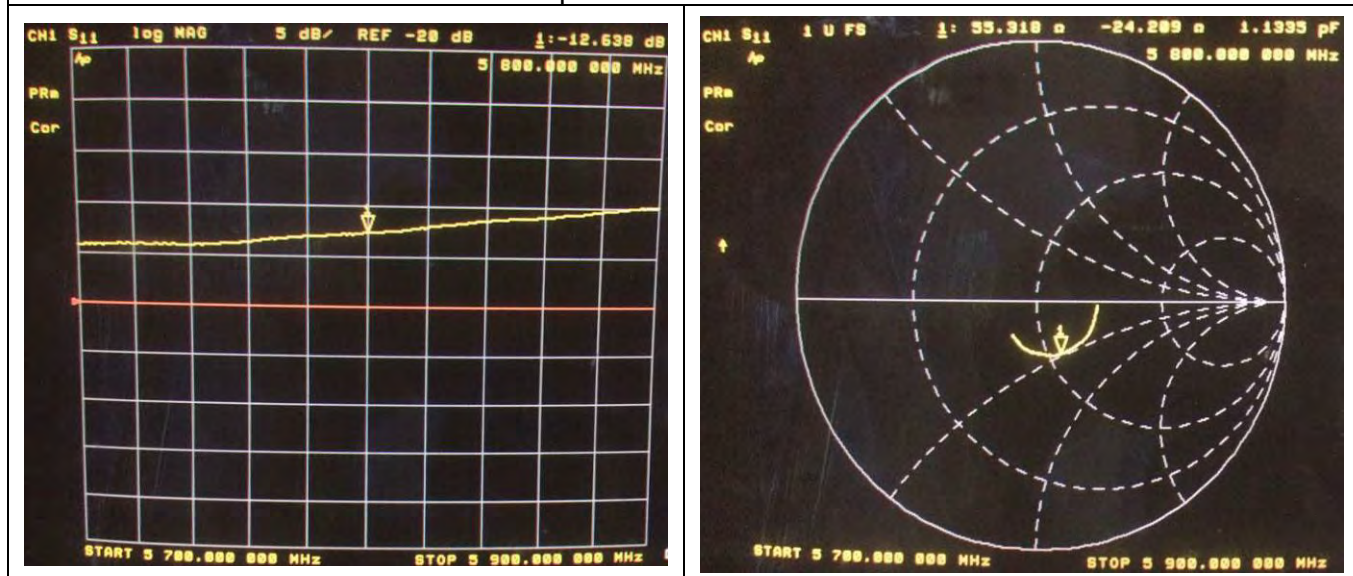 CH1 S11 log MAG 5 dB/ REF -20 dB 1:-12.638 dB
5 800.000 000 MHz
PRm
Cor
START 5 700.000 000 MHz STOP 5 900.000 000 MHz
CH1 S11 1 U FS 1: 55.318 Ω -24.209 Ω 1.1335 pF
5 800.000 000 MHz
PRm
Cor
START 5 700.000 000 MHz STOP 5 900.000 000 MHz